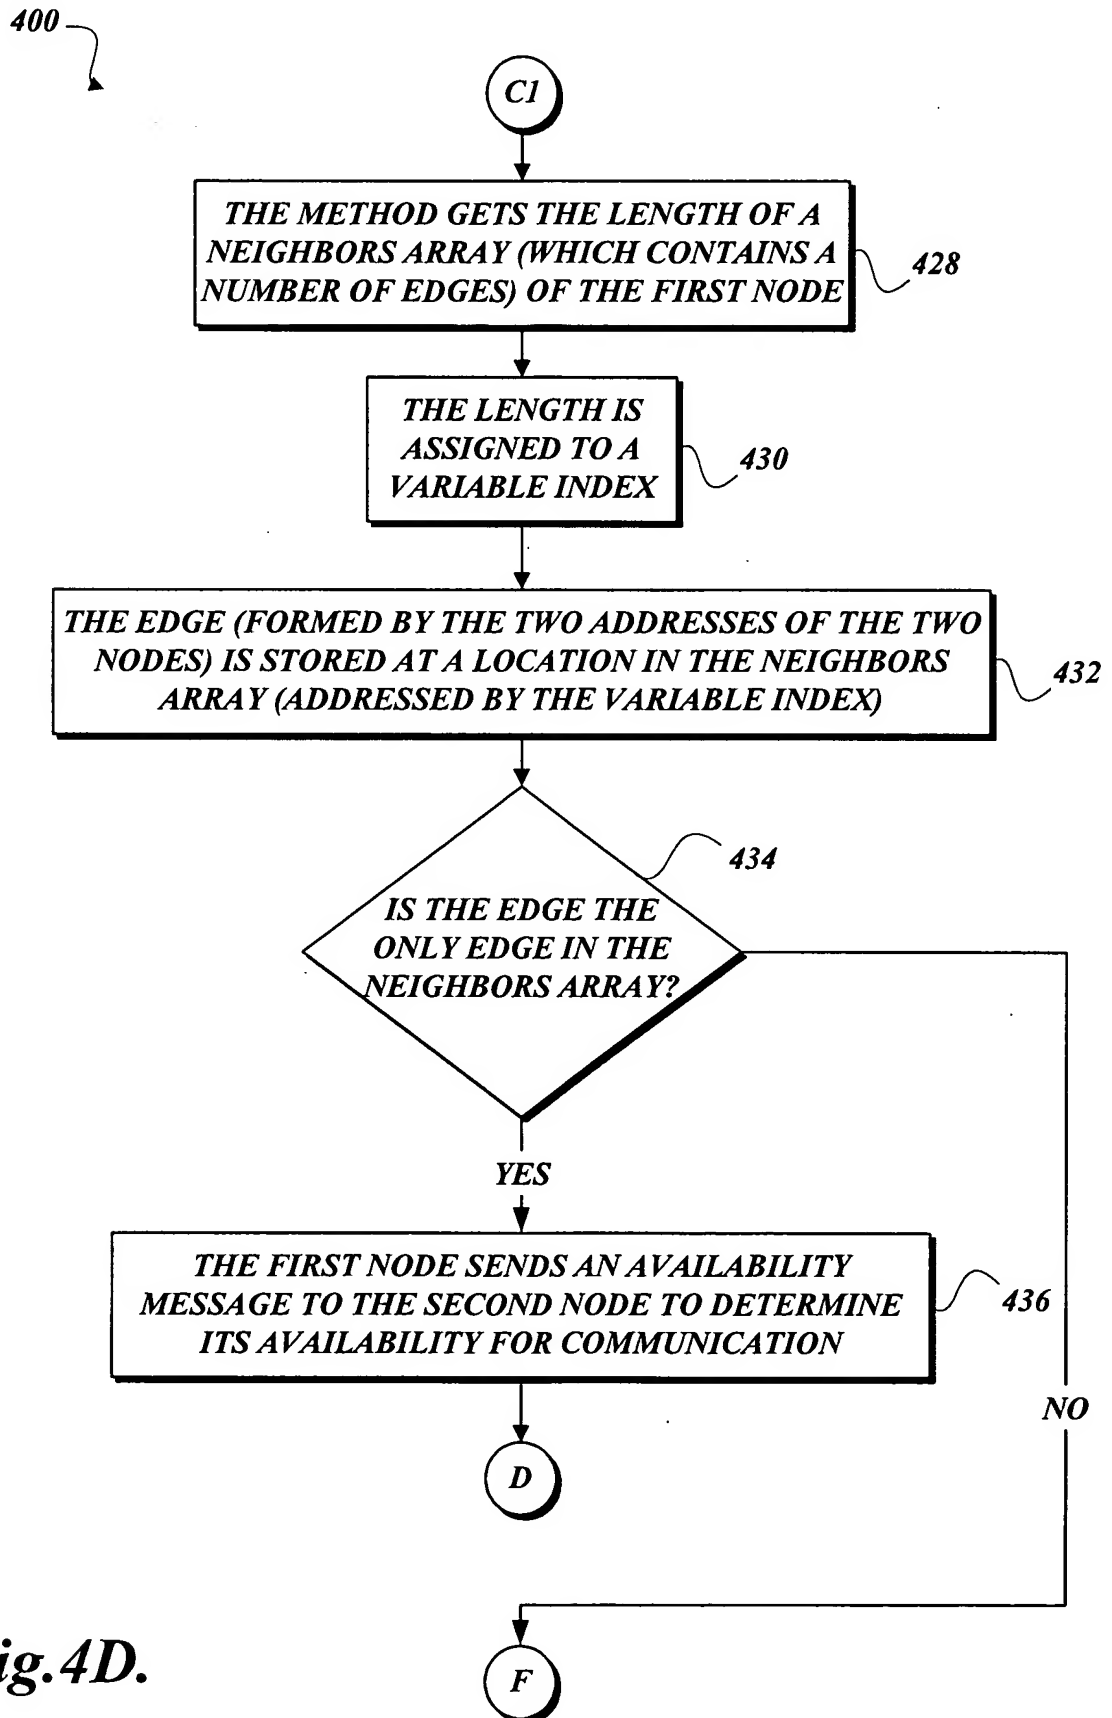 400
C1
THE METHOD GETS THE LENGTH OF A
NEIGHBORS ARRAY (WHICH CONTAINS A
NUMBER OF EDGES) OF THE FIRST NODE
428
THE LENGTH IS
ASSIGNED TO A
VARIABLE INDEX
430
THE EDGE (FORMED BY THE TWO ADDRESSES OF THE TWO
NODES) IS STORED AT A LOCATION IN THE NEIGHBORS
ARRAY (ADDRESSED BY THE VARIABLE INDEX)
432
434
IS THE EDGE THE
ONLY EDGE IN THE
NEIGHBORS ARRAY?
YES
THE FIRST NODE SENDS AN AVAILABILITY
MESSAGE TO THE SECOND NODE TO DETERMINE
ITS AVAILABILITY FOR COMMUNICATION
436
NO
D
ig.4D.
F